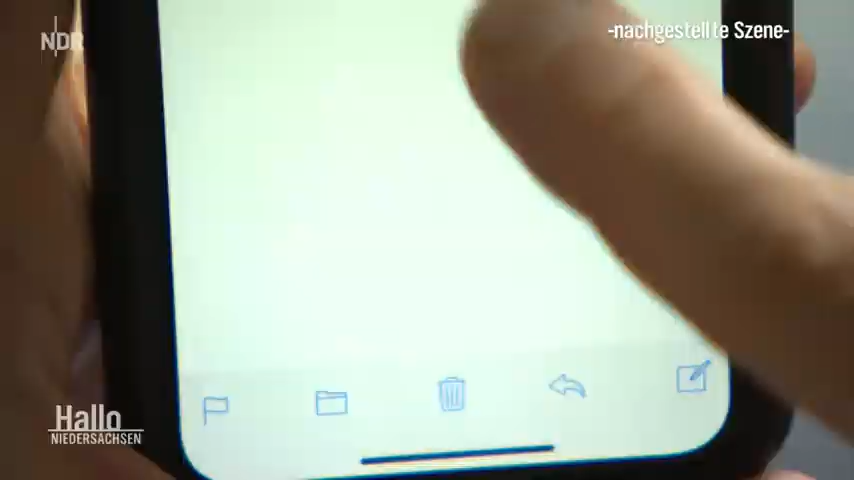 NDR
-nachgestellte Szene-
Hallo
NIEDERSACHSEN